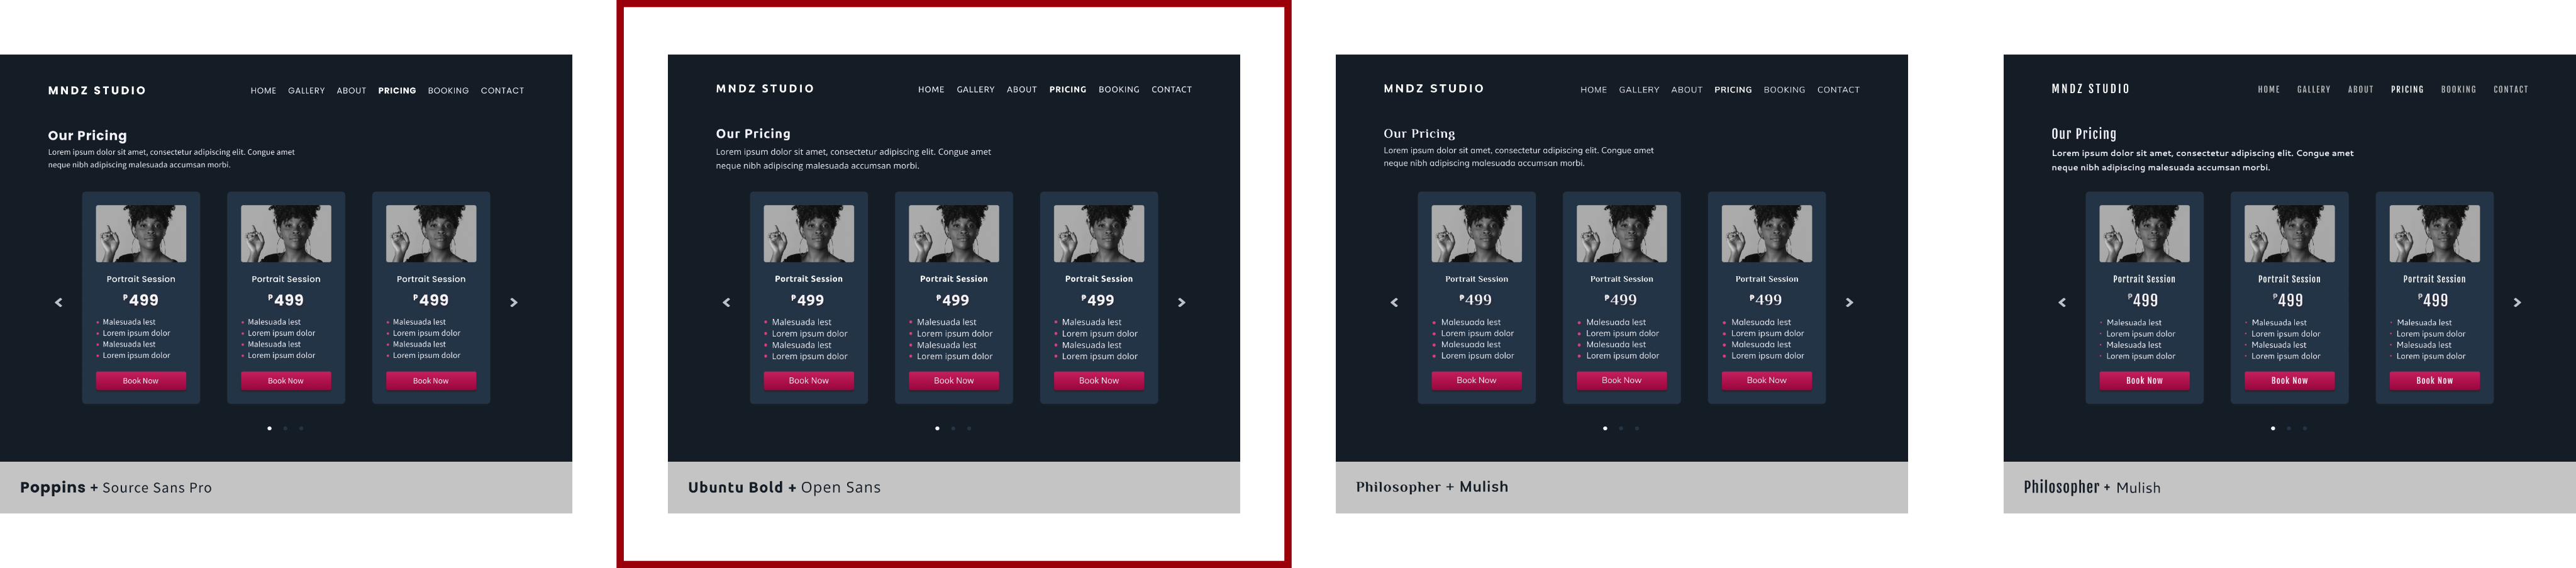 MNDZ STUDIO
HOME GALLERY ABOUT PRICING BOOKING CONTACT
Our Pricing
Lorem ipsum dolor sit amet, consectetur adipiscing elit. Congue amet
neque nibh adipiscing malesuada accumsan morbi.
Portrait Session Portrait Session Portrait Session
₱499 ₱499 ₱499
• Malesuada lest • Malesuada lest • Malesuada lest
• Lorem ipsum dolor • Lorem ipsum dolor • Lorem ipsum dolor
• Malesuada lest • Malesuada lest • Malesuada lest
• Lorem ipsum dolor • Lorem ipsum dolor • Lorem ipsum dolor
Book Now Book Now Book Now
Poppins + Source Sans Pro
MNDZ STUDIO
HOME GALLERY ABOUT PRICING BOOKING CONTACT
Our Pricing
Lorem ipsum dolor sit amet, consectetur adipiscing elit. Congue amet
neque nibh adipiscing malesuada accumsan morbi.
Portrait Session Portrait Session Portrait Session
₱499 ₱499 ₱499
• Malesuada lest • Malesuada lest • Malesuada lest
• Lorem ipsum dolor • Lorem ipsum dolor • Lorem ipsum dolor
• Malesuada lest • Malesuada lest • Malesuada lest
• Lorem ipsum dolor • Lorem ipsum dolor • Lorem ipsum dolor
Book Now Book Now Book Now
Ubuntu Bold + Open Sans
MNDZ STUDIO
HOME GALLERY ABOUT PRICING BOOKING CONTACT
Our Pricing
Lorem ipsum dolor sit amet, consectetur adipiscing elit. Congue amet
neque nibh adipiscing malesuada accumsan morbi.
Portrait Session Portrait Session Portrait Session
₱499 ₱499 ₱499
• Malesuada lest • Malesuada lest • Malesuada lest
• Lorem ipsum dolor • Lorem ipsum dolor • Lorem ipsum dolor
• Malesuada lest • Malesuada lest • Malesuada lest
• Lorem ipsum dolor • Lorem ipsum dolor • Lorem ipsum dolor
Book Now Book Now Book Now
Philosopher + Mulish
MNDZ STUDIO
HOME GALLERY ABOUT PRICING BOOKING CONTACT
Our Pricing
Lorem ipsum dolor sit amet, consectetur adipiscing elit. Congue amet
neque nibh adipiscing malesuada accumsan morbi.
Portrait Session Portrait Session Portrait Session
₱499 ₱499 ₱499
• Malesuada lest • Malesuada lest • Malesuada lest
• Lorem ipsum dolor • Lorem ipsum dolor • Lorem ipsum dolor
• Malesuada lest • Malesuada lest • Malesuada lest
• Lorem ipsum dolor • Lorem ipsum dolor • Lorem ipsum dolor
Book Now Book Now Book Now
Philosopher + Mulish